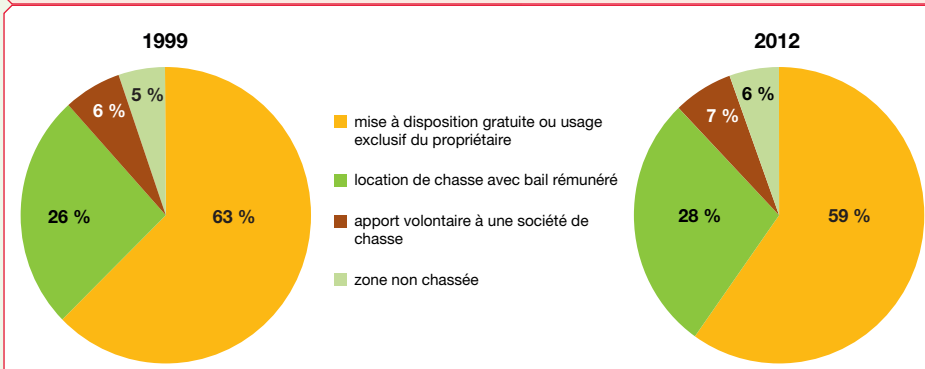 1999
5 %
6 %
26 %
63 %
mise à disposition gratuite ou usage
exclusif du propriétaire
location de chasse avec bail rémunéré
apport volontaire à une société de
chasse
zone non chassée
2012
6 %
7 %
28 %
59 %